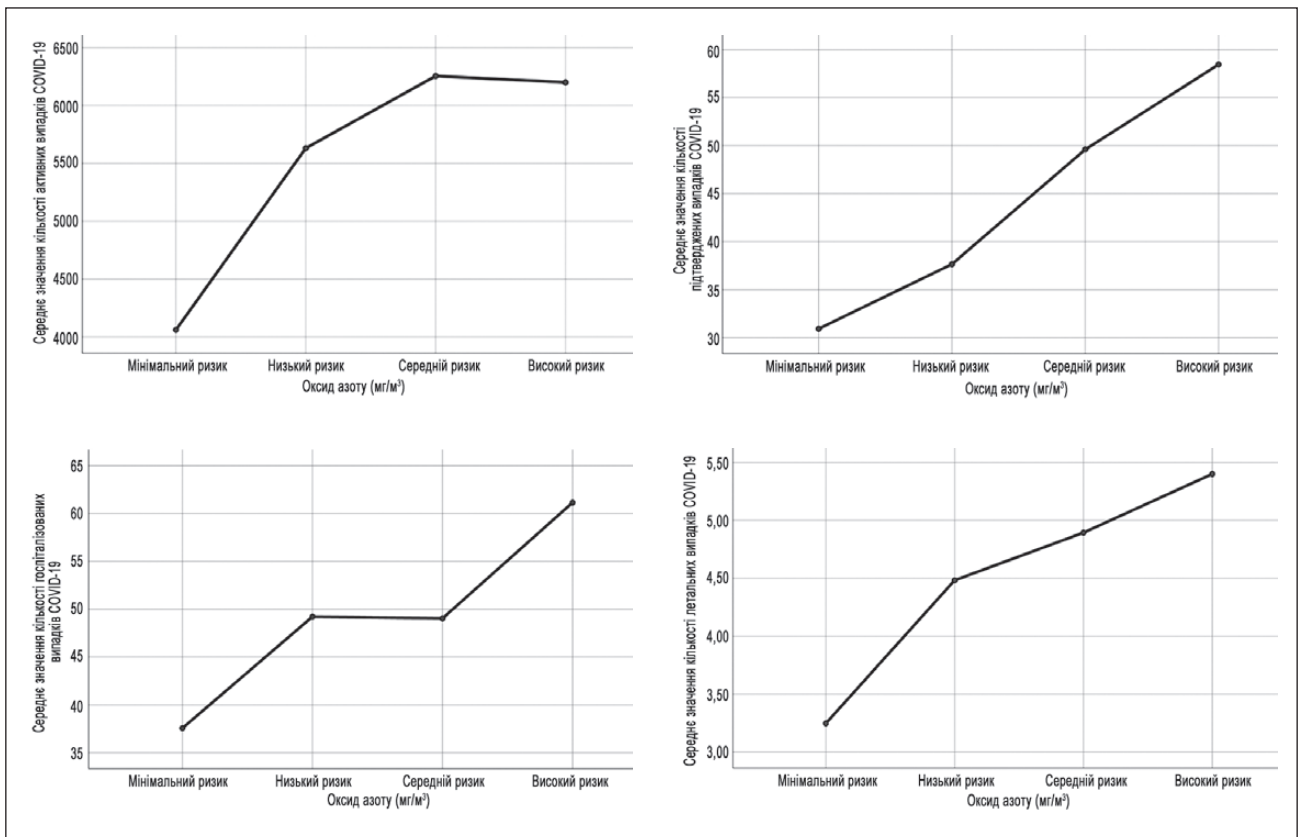 Середнє значення кількості активних випадків COVID-19
6500
6000
5500
5000
4500
4000
Мінімальний ризик Низький ризик Середній ризик Високий ризик
Оксид азоту (мг/м³)
Середнє значення кількості
підтверджених випадків COVID-19
60
55
50
45
40
35
30
Мінімальний ризик Низький ризик Середній ризик Високий ризик
Оксид азоту (мг/м³)
Середнє значення кількості госпіталізованих
випадків COVID-19
65
60
55
50
45
40
35
Мінімальний ризик Низький ризик Середній ризик Високий ризик
Оксид азоту (мг/м³)
Середнє значення кількості летальних випадків COVID-19
5,50
5,00
4,50
4,00
3,50
3,00
Мінімальний ризик Низький ризик Середній ризик Високий ризик
Оксид азоту (мг/м³)